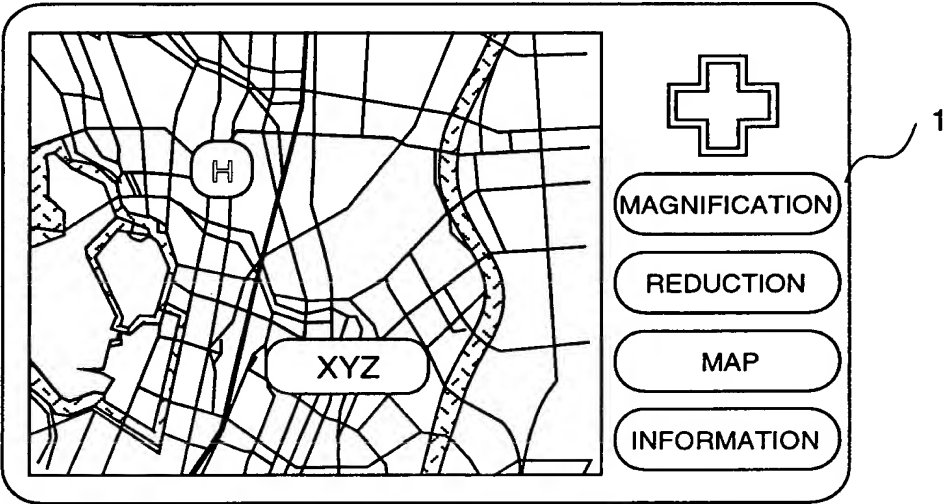 H
XYZ
MAGNIFICATION
REDUCTION
MAP
INFORMATION
1